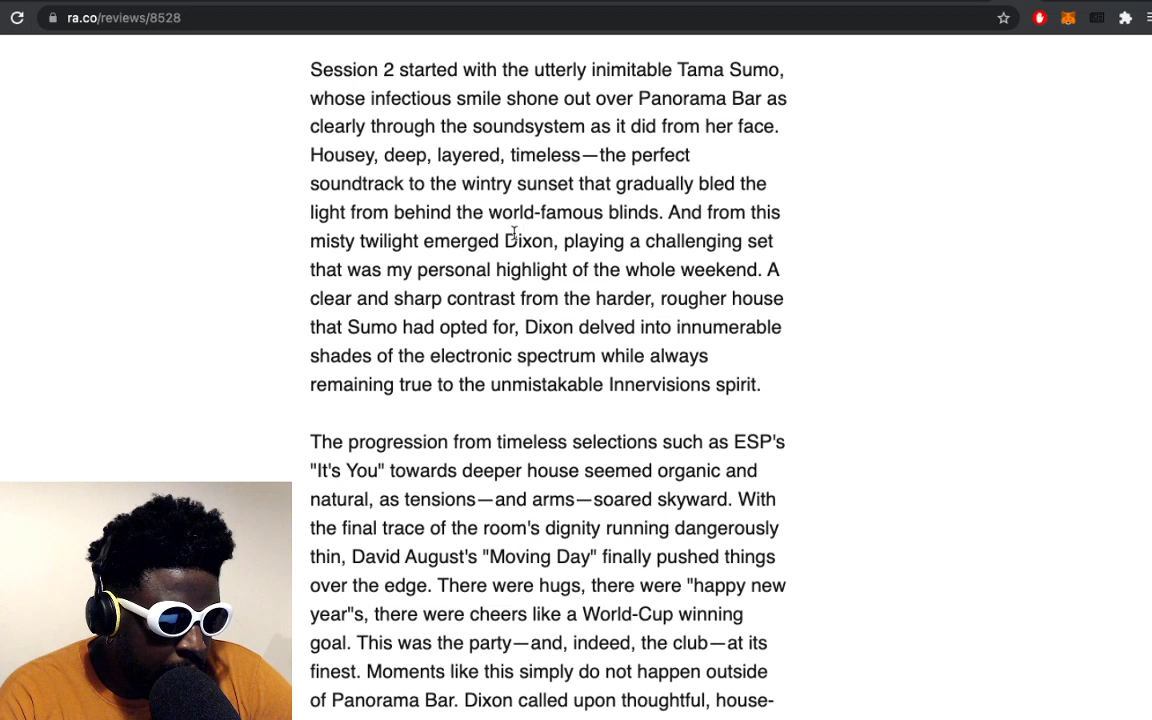 ra.co/reviews/8528
Session 2 started with the utterly inimitable Tama Sumo,
whose infectious smile shone out over Panorama Bar as
clearly through the soundsystem as it did from her face.
Housey, deep, layered, timeless—the perfect
soundtrack to the wintry sunset that gradually bled the
light from behind the world-famous blinds. And from this
misty twilight emerged Dixon, playing a challenging set
that was my personal highlight of the whole weekend. A
clear and sharp contrast from the harder, rougher house
that Sumo had opted for, Dixon delved into innumerable
shades of the electronic spectrum while always
remaining true to the unmistakable Innervisions spirit.
The progression from timeless selections such as ESP's
"It's You" towards deeper house seemed organic and
natural, as tensions—and arms—soared skyward. With
the final trace of the room's dignity running dangerously
thin, David August's "Moving Day" finally pushed things
over the edge. There were hugs, there were "happy new
year"s, there were cheers like a World-Cup winning
goal. This was the party—and, indeed, the club—at its
finest. Moments like this simply do not happen outside
of Panorama Bar. Dixon called upon thoughtful, house-